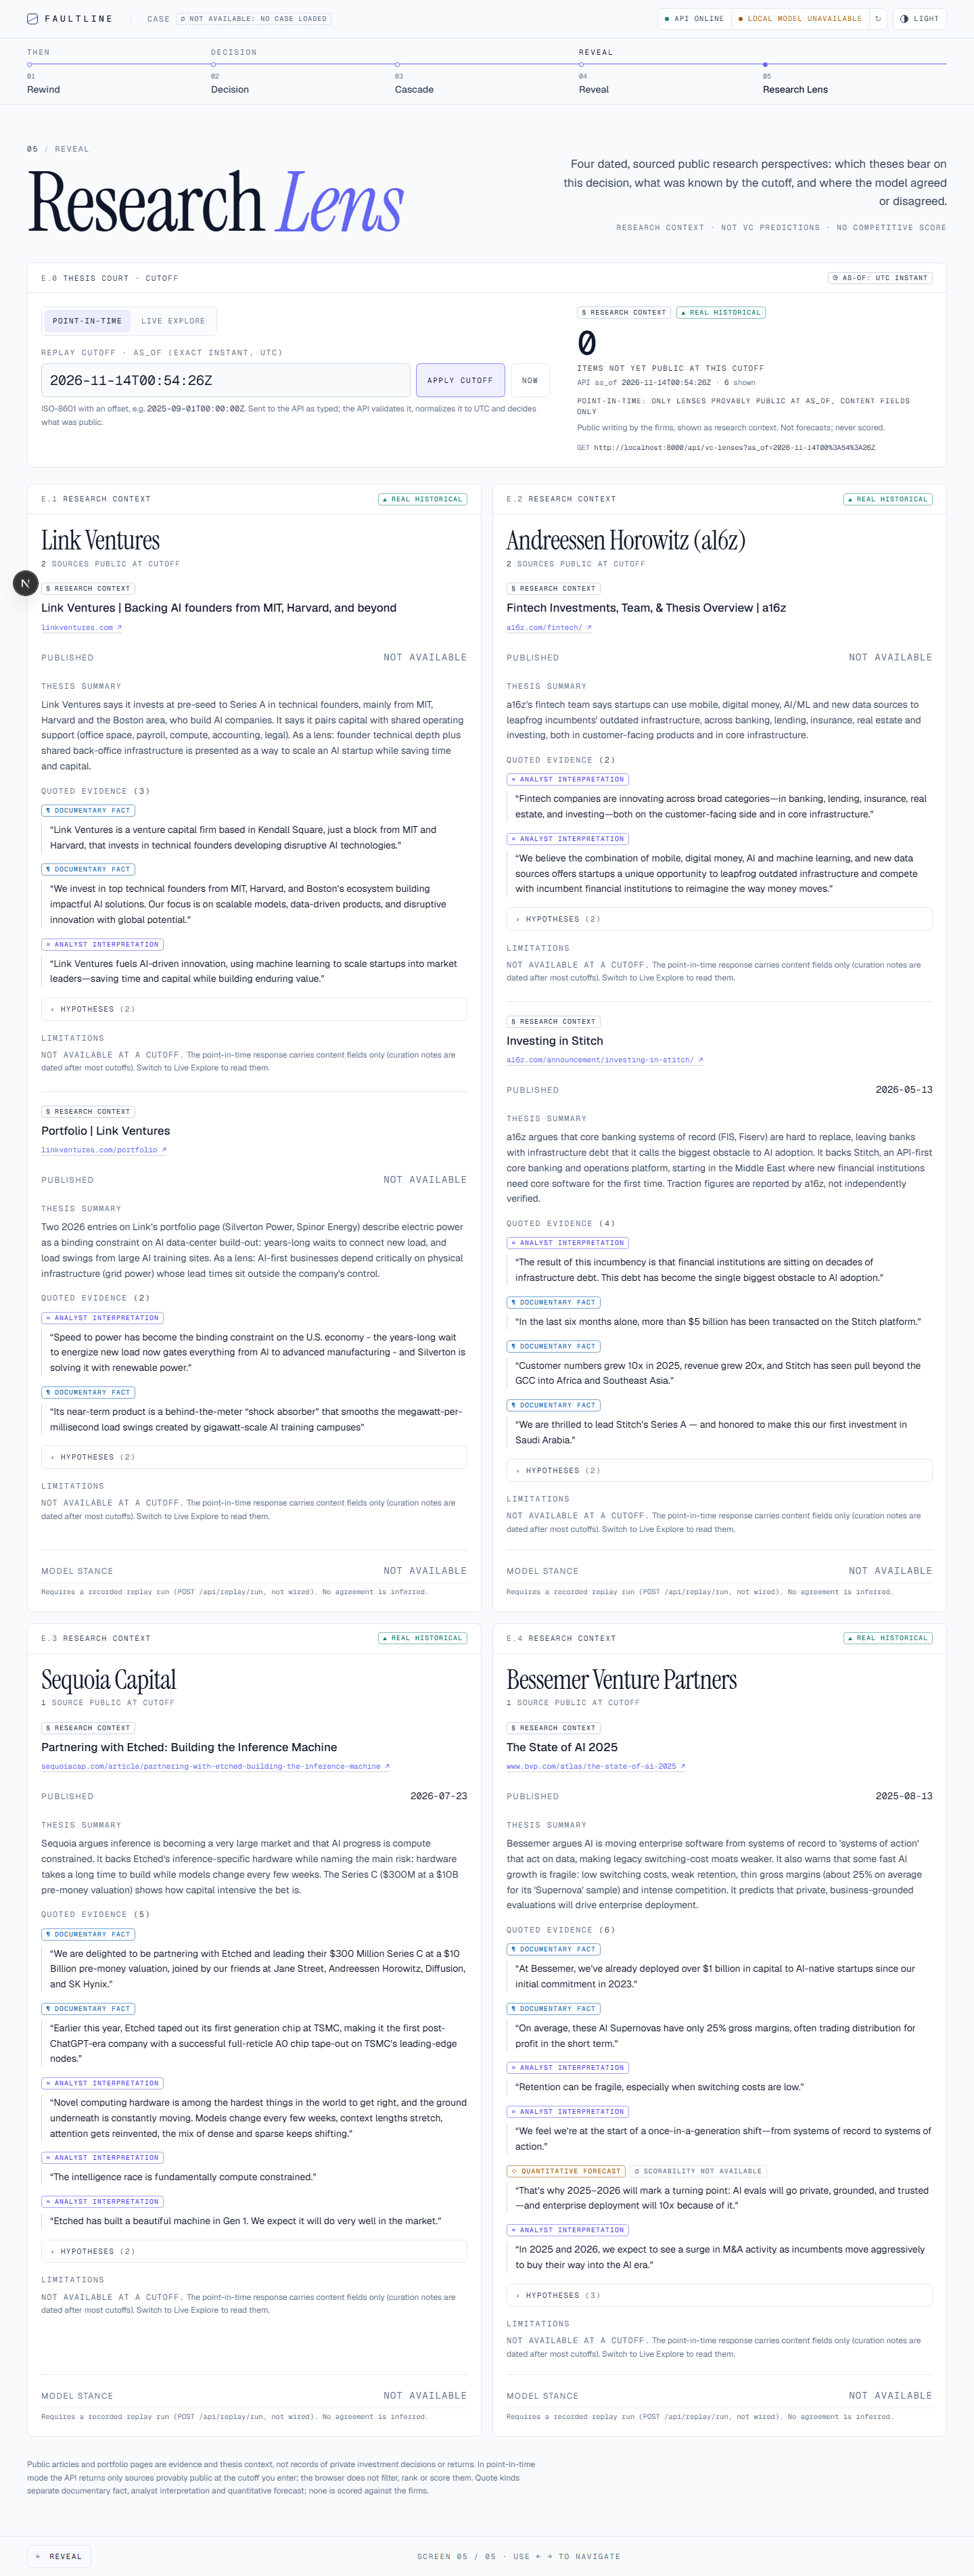 FAULTLINE
CASE Ø NOT AVAILABLE: NO CASE LOADED
● API ONLINE ● LOCAL MODEL UNAVAILABLE ↻ LIGHT
THEN DECISION REVEAL
01 02 03 04 05
Rewind Decision Cascade Reveal Research Lens
05 / REVEAL
Research Lens
Four dated, sourced public research perspectives: which theses bear on
this decision, what was known by the cutoff, and where the model agreed
or disagreed.
RESEARCH CONTEXT · NOT VC PREDICTIONS · NO COMPETITIVE SCORE
E.0 THESIS COURT · CUTOFF
AS-OF: UTC INSTANT
POINT-IN-TIME LIVE EXPLORE
REPLAY CUTOFF · AS_OF (EXACT INSTANT, UTC)
2026-11-14T00:54:26Z
APPLY CUTOFF NOW
ISO-8601 with an offset, e.g. 2025-09-01T00:00:00Z. Sent to the API as typed; the API validates it, normalizes it to UTC and decides
what was public.
§ RESEARCH CONTEXT ▲ REAL HISTORICAL
0
ITEMS NOT YET PUBLIC AT THIS CUTOFF
API as_of 2026-11-14T00:54:26Z · 6 shown
POINT-IN-TIME: ONLY LENSES PROVABLY PUBLIC AT AS_OF, CONTENT FIELDS
ONLY
Public writing by the firms, shown as research context. Not forecasts; never scored.
GET http://localhost:8000/api/vc-lenses?as_of=2026-11-14T00%3A54%3A26Z
E.1 RESEARCH CONTEXT ▲ REAL HISTORICAL
Link Ventures
2 SOURCES PUBLIC AT CUTOFF
§ RESEARCH CONTEXT
Link Ventures | Backing AI founders from MIT, Harvard, and beyond
linkventures.com ↗
PUBLISHED NOT AVAILABLE
THESIS SUMMARY
Link Ventures says it invests at pre-seed to Series A in technical founders, mainly from MIT,
Harvard and the Boston area, who build AI companies. It says it pairs capital with shared operating
support (office space, payroll, compute, accounting, legal). As a lens: founder technical depth plus
shared back-office infrastructure is presented as a way to scale an AI startup while saving time
and capital.
QUOTED EVIDENCE (3)
¶ DOCUMENTARY FACT
“Link Ventures is a venture capital firm based in Kendall Square, just a block from MIT and
Harvard, that invests in technical founders developing disruptive AI technologies.”
¶ DOCUMENTARY FACT
“We invest in top technical founders from MIT, Harvard, and Boston's ecosystem building
impactful AI solutions. Our focus is on scalable models, data-driven products, and disruptive
innovation with global potential.”
≈ ANALYST INTERPRETATION
“Link Ventures fuels AI-driven innovation, using machine learning to scale startups into market
leaders—saving time and capital while building enduring value.”
› HYPOTHESES (2)
LIMITATIONS
NOT AVAILABLE AT A CUTOFF. The point-in-time response carries content fields only (curation notes are
dated after most cutoffs). Switch to Live Explore to read them.
§ RESEARCH CONTEXT
Portfolio | Link Ventures
linkventures.com/portfolio ↗
PUBLISHED NOT AVAILABLE
THESIS SUMMARY
Two 2026 entries on Link's portfolio page (Silverton Power, Spinor Energy) describe electric power
as a binding constraint on AI data-center build-out: years-long waits to connect new load, and
load swings from large AI training sites. As a lens: AI-first businesses depend critically on physical
infrastructure (grid power) whose lead times sit outside the company's control.
QUOTED EVIDENCE (2)
≈ ANALYST INTERPRETATION
“Speed to power has become the binding constraint on the U.S. economy - the years-long wait
to energize new load now gates everything from AI to advanced manufacturing - and Silverton is
solving it with renewable power.”
¶ DOCUMENTARY FACT
“Its near-term product is a behind-the-meter “shock absorber” that smooths the megawatt-per-
millisecond load swings created by gigawatt-scale AI training campuses”
› HYPOTHESES (2)
LIMITATIONS
NOT AVAILABLE AT A CUTOFF. The point-in-time response carries content fields only (curation notes are
dated after most cutoffs). Switch to Live Explore to read them.
MODEL STANCE NOT AVAILABLE
Requires a recorded replay run (POST /api/replay/run, not wired). No agreement is inferred.
E.2 RESEARCH CONTEXT ▲ REAL HISTORICAL
Andreessen Horowitz (a16z)
2 SOURCES PUBLIC AT CUTOFF
§ RESEARCH CONTEXT
Fintech Investments, Team, & Thesis Overview | a16z
a16z.com/fintech/ ↗
PUBLISHED NOT AVAILABLE
THESIS SUMMARY
a16z's fintech team says startups can use mobile, digital money, AI/ML and new data sources to
leapfrog incumbents' outdated infrastructure, across banking, lending, insurance, real estate and
investing, both in customer-facing products and in core infrastructure.
QUOTED EVIDENCE (2)
≈ ANALYST INTERPRETATION
“Fintech companies are innovating across broad categories—in banking, lending, insurance, real
estate, and investing—both on the customer-facing side and in core infrastructure.”
≈ ANALYST INTERPRETATION
“We believe the combination of mobile, digital money, AI and machine learning, and new data
sources offers startups a unique opportunity to leapfrog outdated infrastructure and compete
with incumbent financial institutions to reimagine the way money moves.”
› HYPOTHESES (2)
LIMITATIONS
NOT AVAILABLE AT A CUTOFF. The point-in-time response carries content fields only (curation notes are
dated after most cutoffs). Switch to Live Explore to read them.
§ RESEARCH CONTEXT
Investing in Stitch
a16z.com/announcement/investing-in-stitch/ ↗
PUBLISHED 2026-05-13
THESIS SUMMARY
a16z argues that core banking systems of record (FIS, Fiserv) are hard to replace, leaving banks
with infrastructure debt that it calls the biggest obstacle to AI adoption. It backs Stitch, an API-first
core banking and operations platform, starting in the Middle East where new financial institutions
need core software for the first time. Traction figures are reported by a16z, not independently
verified.
QUOTED EVIDENCE (4)
≈ ANALYST INTERPRETATION
“The result of this incumbency is that financial institutions are sitting on decades of
infrastructure debt. This debt has become the single biggest obstacle to AI adoption.”
¶ DOCUMENTARY FACT
“In the last six months alone, more than $5 billion has been transacted on the Stitch platform.”
¶ DOCUMENTARY FACT
“Customer numbers grew 10x in 2025, revenue grew 20x, and Stitch has seen pull beyond the
GCC into Africa and Southeast Asia.”
¶ DOCUMENTARY FACT
“We are thrilled to lead Stitch's Series A — and honored to make this our first investment in
Saudi Arabia.”
› HYPOTHESES (2)
LIMITATIONS
NOT AVAILABLE AT A CUTOFF. The point-in-time response carries content fields only (curation notes are
dated after most cutoffs). Switch to Live Explore to read them.
MODEL STANCE NOT AVAILABLE
Requires a recorded replay run (POST /api/replay/run, not wired). No agreement is inferred.
E.3 RESEARCH CONTEXT ▲ REAL HISTORICAL
Sequoia Capital
1 SOURCE PUBLIC AT CUTOFF
§ RESEARCH CONTEXT
Partnering with Etched: Building the Inference Machine
sequoiacap.com/article/partnering-with-etched-building-the-inference-machine ↗
PUBLISHED 2026-07-23
THESIS SUMMARY
Sequoia argues inference is becoming a very large market and that AI progress is compute
constrained. It backs Etched's inference-specific hardware while naming the main risk: hardware
takes a long time to build while models change every few weeks. The Series C ($300M at a $10B
pre-money valuation) shows how capital intensive the bet is.
QUOTED EVIDENCE (5)
¶ DOCUMENTARY FACT
“We are delighted to be partnering with Etched and leading their $300 Million Series C at a $10
Billion pre-money valuation, joined by our friends at Jane Street, Andreessen Horowitz, Diffusion,
and SK Hynix.”
¶ DOCUMENTARY FACT
“Earlier this year, Etched taped out its first generation chip at TSMC, making it the first post-
ChatGPT-era company with a successful full-reticle A0 chip tape-out on TSMC's leading-edge
nodes.”
≈ ANALYST INTERPRETATION
“Novel computing hardware is among the hardest things in the world to get right, and the ground
underneath is constantly moving. Models change every few weeks, context lengths stretch,
attention gets reinvented, the mix of dense and sparse keeps shifting.”
≈ ANALYST INTERPRETATION
“The intelligence race is fundamentally compute constrained.”
≈ ANALYST INTERPRETATION
“Etched has built a beautiful machine in Gen 1. We expect it will do very well in the market.”
› HYPOTHESES (2)
LIMITATIONS
NOT AVAILABLE AT A CUTOFF. The point-in-time response carries content fields only (curation notes are
dated after most cutoffs). Switch to Live Explore to read them.
MODEL STANCE NOT AVAILABLE
Requires a recorded replay run (POST /api/replay/run, not wired). No agreement is inferred.
E.4 RESEARCH CONTEXT ▲ REAL HISTORICAL
Bessemer Venture Partners
1 SOURCE PUBLIC AT CUTOFF
§ RESEARCH CONTEXT
The State of AI 2025
www.bvp.com/atlas/the-state-of-ai-2025 ↗
PUBLISHED 2025-08-13
THESIS SUMMARY
Bessemer argues AI is moving enterprise software from systems of record to 'systems of action'
that act on data, making legacy switching-cost moats weaker. It also warns that some fast AI
growth is fragile: low switching costs, weak retention, thin gross margins (about 25% on average
for its 'Supernova' sample) and intense competition. It predicts that private, business-grounded
evaluations will drive enterprise deployment.
QUOTED EVIDENCE (6)
¶ DOCUMENTARY FACT
“At Bessemer, we've already deployed over $1 billion in capital to AI-native startups since our
initial commitment in 2023.”
¶ DOCUMENTARY FACT
“On average, these AI Supernovas have only 25% gross margins, often trading distribution for
profit in the short term.”
≈ ANALYST INTERPRETATION
“Retention can be fragile, especially when switching costs are low.”
≈ ANALYST INTERPRETATION
“We feel we're at the start of a once-in-a-generation shift—from systems of record to systems of
action.”
◇ QUANTITATIVE FORECAST Ø SCORABILITY NOT AVAILABLE
“That's why 2025–2026 will mark a turning point: AI evals will go private, grounded, and trusted
—and enterprise deployment will 10x because of it.”
≈ ANALYST INTERPRETATION
“In 2025 and 2026, we expect to see a surge in M&A activity as incumbents move aggressively
to buy their way into the AI era.”
› HYPOTHESES (3)
LIMITATIONS
NOT AVAILABLE AT A CUTOFF. The point-in-time response carries content fields only (curation notes are
dated after most cutoffs). Switch to Live Explore to read them.
MODEL STANCE NOT AVAILABLE
Requires a recorded replay run (POST /api/replay/run, not wired). No agreement is inferred.
Public articles and portfolio pages are evidence and thesis context, not records of private investment decisions or returns. In point-in-time
mode the API returns only sources provably public at the cutoff you enter; the browser does not filter, rank or score them. Quote kinds
separate documentary fact, analyst interpretation and quantitative forecast; none is scored against the firms.
← REVEAL
SCREEN 05 / 05 · USE ← → TO NAVIGATE
N